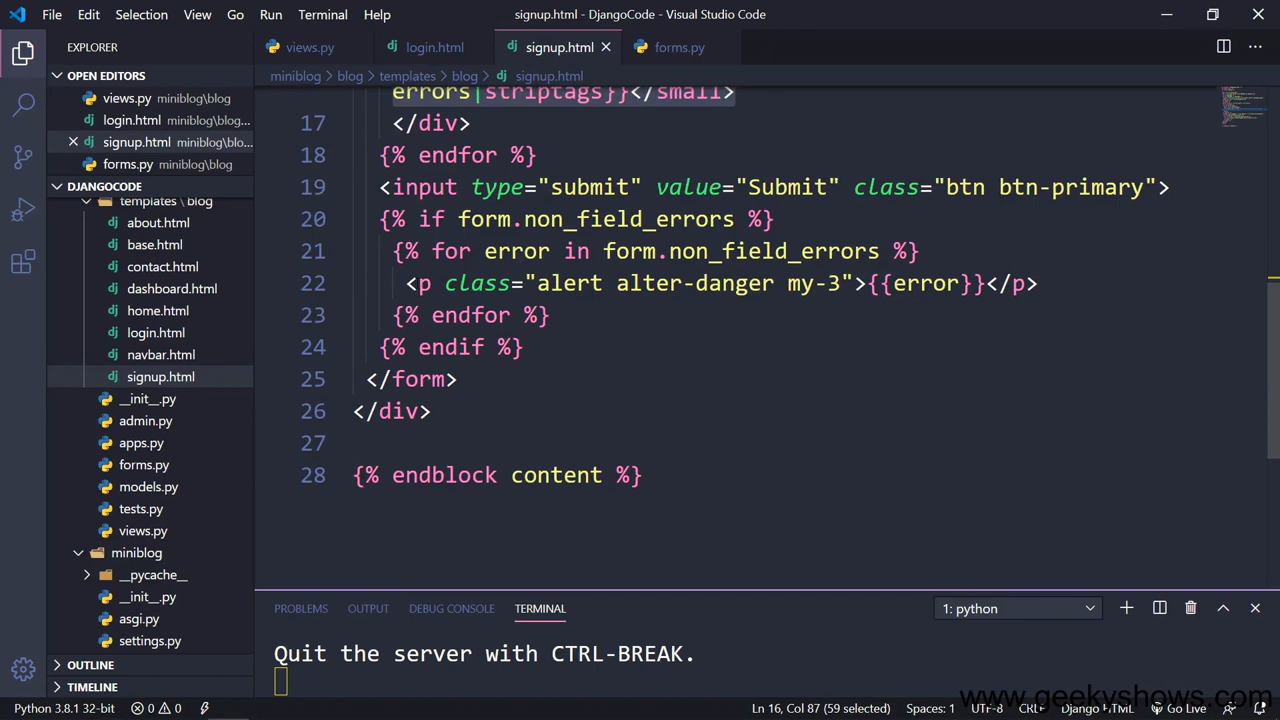 File Edit Selection View Go Run Terminal Help signup.html - DjangoCode - Visual Studio Code
EXPLORER
views.py login.html signup.html forms.py
OPEN EDITORS
miniblog blog templates blog signup.html
views.py miniblog\blog
login.html miniblog\blog...
signup.html miniblog\blo...
forms.py miniblog\blog
DJANGOCODE
templates \ blog
about.html
base.html
contact.html
dashboard.html
home.html
login.html
navbar.html
signup.html
__init__.py
admin.py
apps.py
forms.py
models.py
tests.py
views.py
miniblog
__pycache__
__init__.py
asgi.py
settings.py
OUTLINE
TIMELINE
errors|striptags}}</small>
17 </div>
18 {% endfor %}
19 <input type="submit" value="Submit" class="btn btn-primary">
20 {% if form.non_field_errors %}
21 {% for error in form.non_field_errors %}
22 <p class="alert alter-danger my-3">{{error}}</p>
23 {% endfor %}
24 {% endif %}
25 </form>
26 </div>
27
28 {% endblock content %}
PROBLEMS OUTPUT DEBUG CONSOLE TERMINAL 1: python
Quit the server with CTRL-BREAK.
www.geekyshows.com
Python 3.8.1 32-bit 0 0 Ln 16, Col 87 (59 selected) Spaces: 1 UTF-8 CRLF Django HTML Go Live